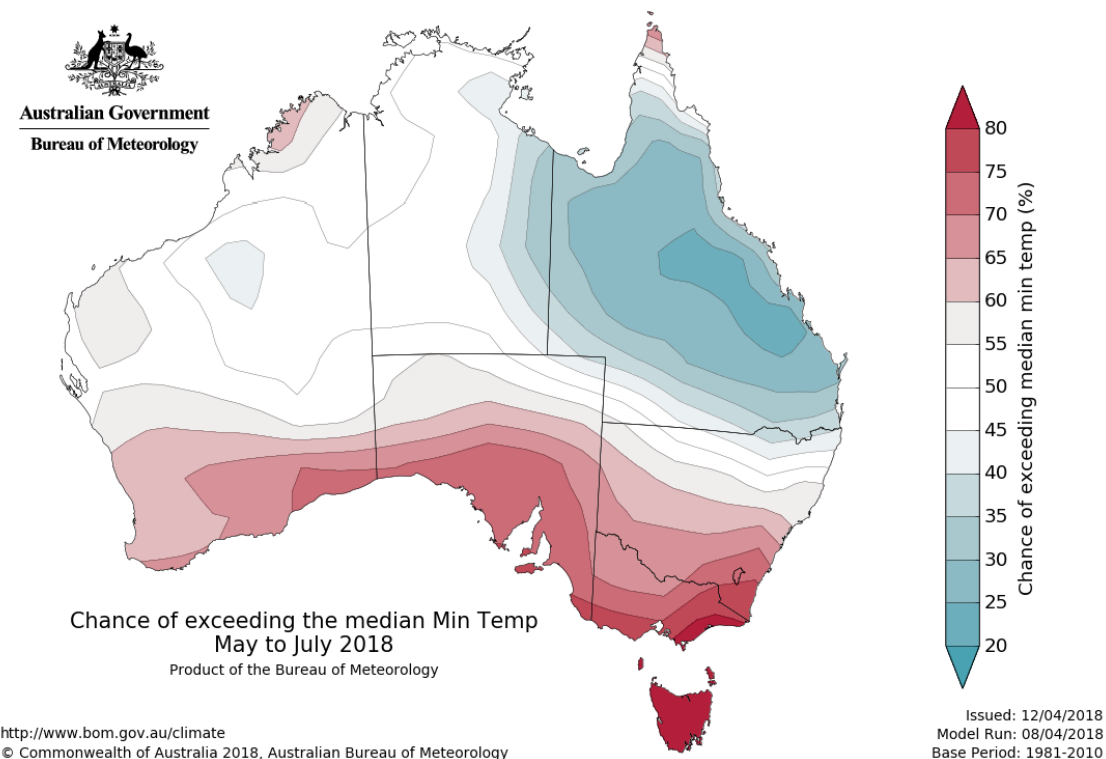 Australian Government
Bureau of Meteorology
80
75
70
65
60
55
50
45
40
35
30
25
20
Chance of exceeding median min temp (%)
Chance of exceeding the median Min Temp
May to July 2018
Product of the Bureau of Meteorology
http://www.bom.gov.au/climate
© Commonwealth of Australia 2018, Australian Bureau of Meteorology
Issued: 12/04/2018
Model Run: 08/04/2018
Base Period: 1981-2010